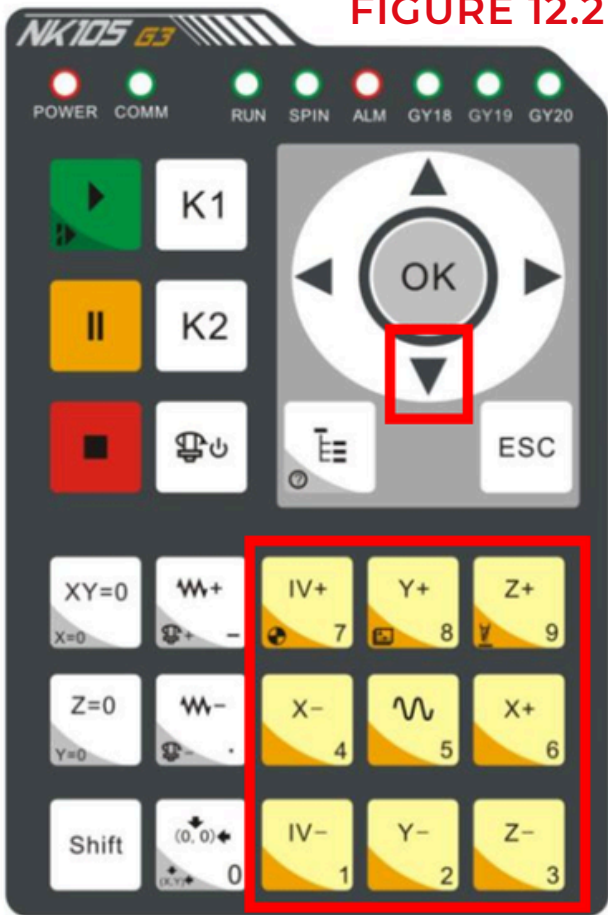 FIGURE 12.2
NK105 G3
POWER COMM RUN SPIN ALM GY18 GY19 GY20
K1
OK
K2
ESC
XY=0 + IV+ Y+ Z+
X=0 + - 7 8 9
Z=0 - X- X+
Y=0 - . 4 5 6
Shift (0, 0) IV- Y- Z-
(X,Y) 0 1 2 3